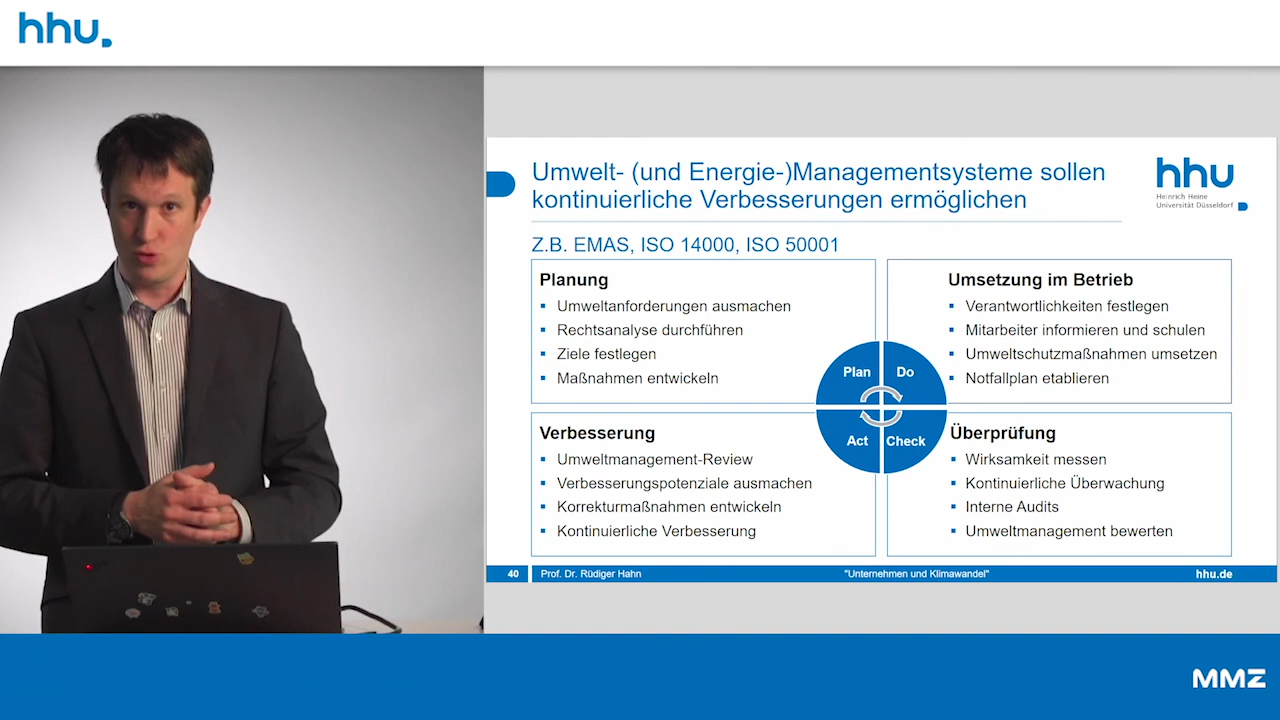 hhu.
Umwelt- (und Energie-)Managementsysteme sollen
kontinuierliche Verbesserungen ermöglichen
hhu
Heinrich Heine
Universität Düsseldorf
Z.B. EMAS, ISO 14000, ISO 50001
Planung
Umweltanforderungen ausmachen
Rechtsanalyse durchführen
Ziele festlegen
Maßnahmen entwickeln
Umsetzung im Betrieb
Verantwortlichkeiten festlegen
Mitarbeiter informieren und schulen
Umweltschutzmaßnahmen umsetzen
Notfallplan etablieren
Plan
Do
Act
Check
Verbesserung
Umweltmanagement-Review
Verbesserungspotenziale ausmachen
Korrekturmaßnahmen entwickeln
Kontinuierliche Verbesserung
Überprüfung
Wirksamkeit messen
Kontinuierliche Überwachung
Interne Audits
Umweltmanagement bewerten
40 Prof. Dr. Rüdiger Hahn "Unternehmen und Klimawandel" hhu.de
MMZ